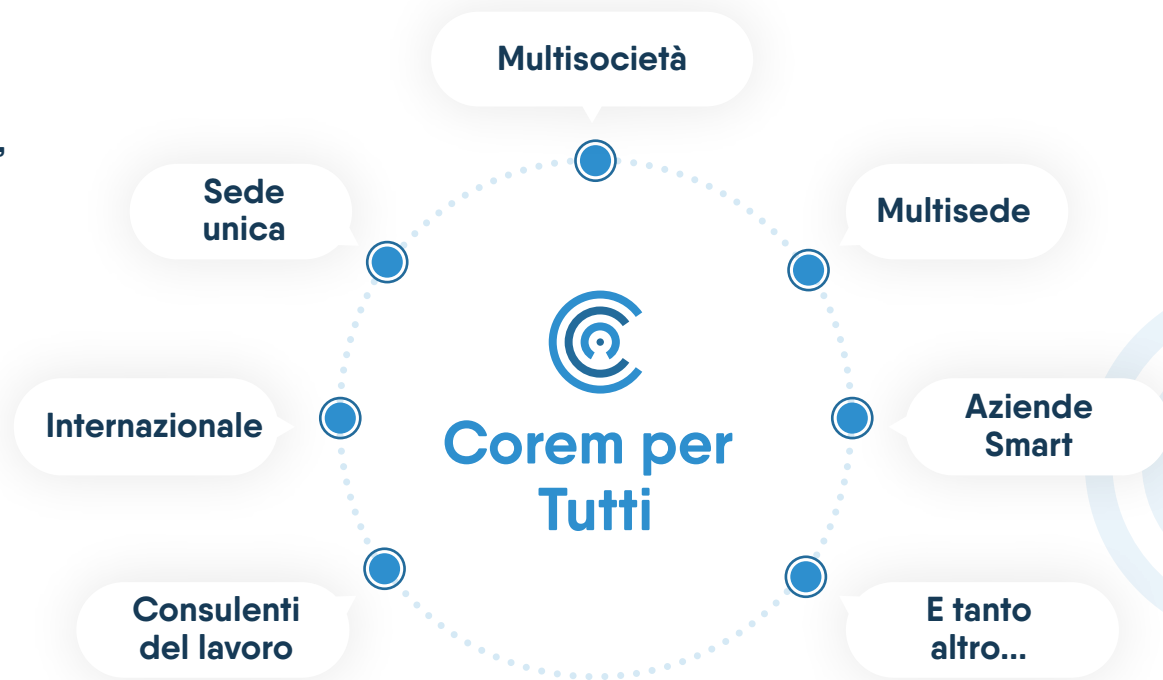 Multisocietà
,
Sede
unica
Multisede
Internazionale
Aziende
Smart
Corem per
Tutti
Consulenti
del lavoro
E tanto
altro...